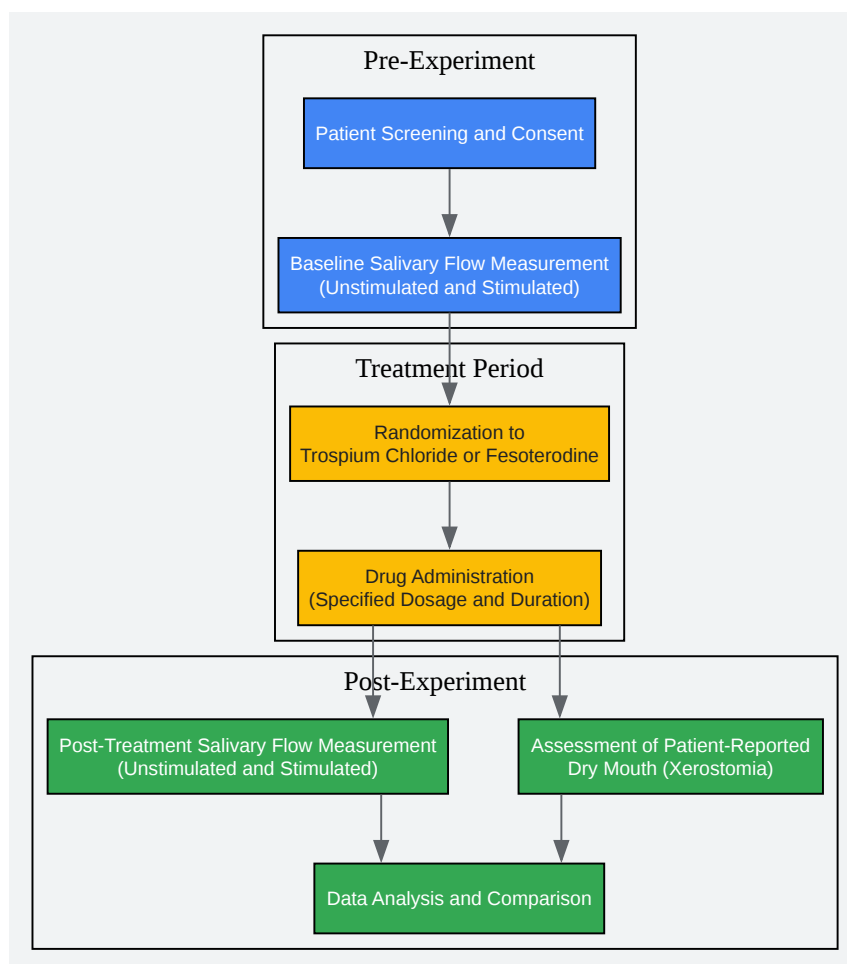 Pre-Experiment
Patient Screening and Consent
Baseline Salivary Flow Measurement
(Unstimulated and Stimulated)
Treatment Period
Randomization to
Trospium Chloride or Fesoterodine
Drug Administration
(Specified Dosage and Duration)
Post-Experiment
Post-Treatment Salivary Flow Measurement
(Unstimulated and Stimulated)
Assessment of Patient-Reported
Dry Mouth (Xerostomia)
Data Analysis and Comparison